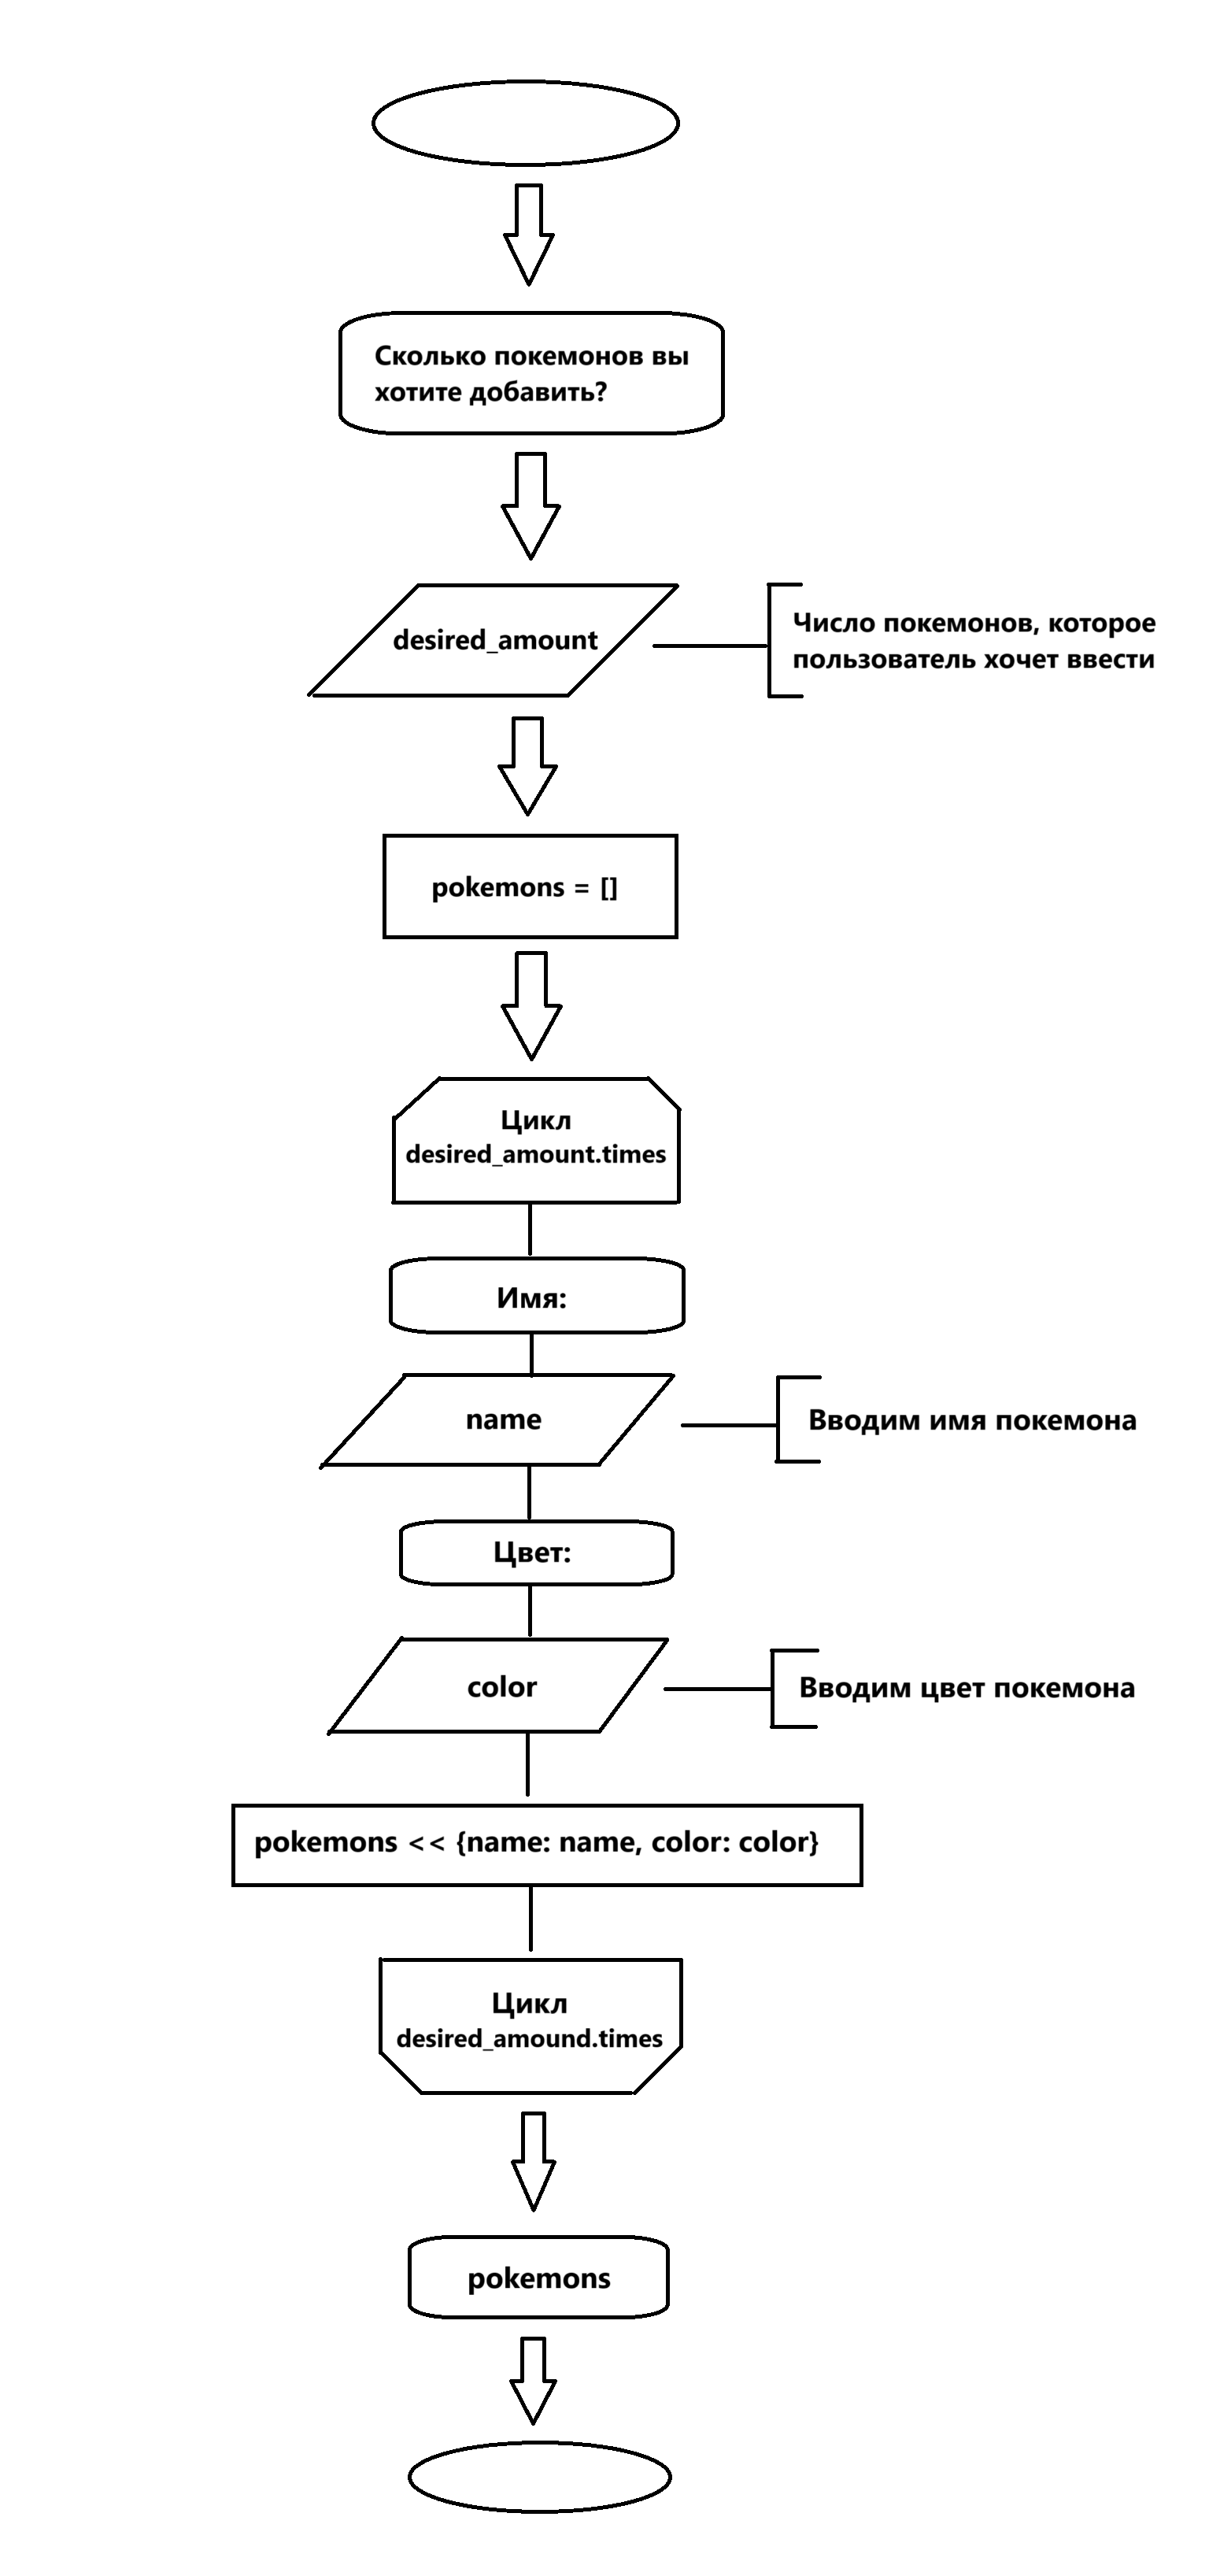 Сколько покемонов вы
хотите добавить?
desired_amount
Число покемонов, которое
пользователь хочет ввести
pokemons = []
Цикл
desired_amount.times
Имя:
name
Вводим имя покемона
Цвет:
color
Вводим цвет покемона
pokemons << {name: name, color: color}
Цикл
desired_amound.times
pokemons